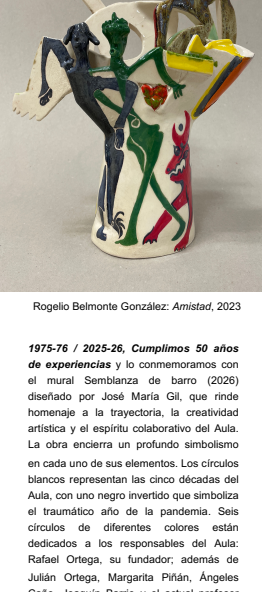 Rogelio Belmonte González: Amistad, 2023
1975-76 / 2025-26, Cumplimos 50 años
de experiencias y lo conmemoramos con
el mural Semblanza de barro (2026)
diseñado por José María Gil, que rinde
homenaje a la trayectoria, la creatividad
artística y el espíritu colaborativo del Aula.
La obra encierra un profundo simbolismo
en cada uno de sus elementos. Los círculos
blancos representan las cinco décadas del
Aula, con uno negro invertido que simboliza
el traumático año de la pandemia. Seis
círculos de diferentes colores están
dedicados a los responsables del Aula:
Rafael Ortega, su fundador; además de
Julián Ortega, Margarita Piñán, Ángeles